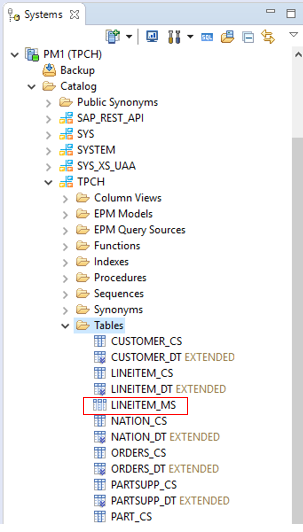 Systems
PM1 (TPCH)
Backup
Catalog
Public Synonyms
SAP_REST_API
SYS
SYSTEM
SYS_XS_UAA
TPCH
Column Views
EPM Models
EPM Query Sources
Functions
Indexes
Procedures
Sequences
Synonyms
Tables
CUSTOMER_CS
CUSTOMER_DT EXTENDED
LINEITEM_CS
LINEITEM_DT EXTENDED
LINEITEM_MS
NATION_CS
NATION_DT EXTENDED
ORDERS_CS
ORDERS_DT EXTENDED
PARTSUPP_CS
PARTSUPP_DT EXTENDED
PART_CS